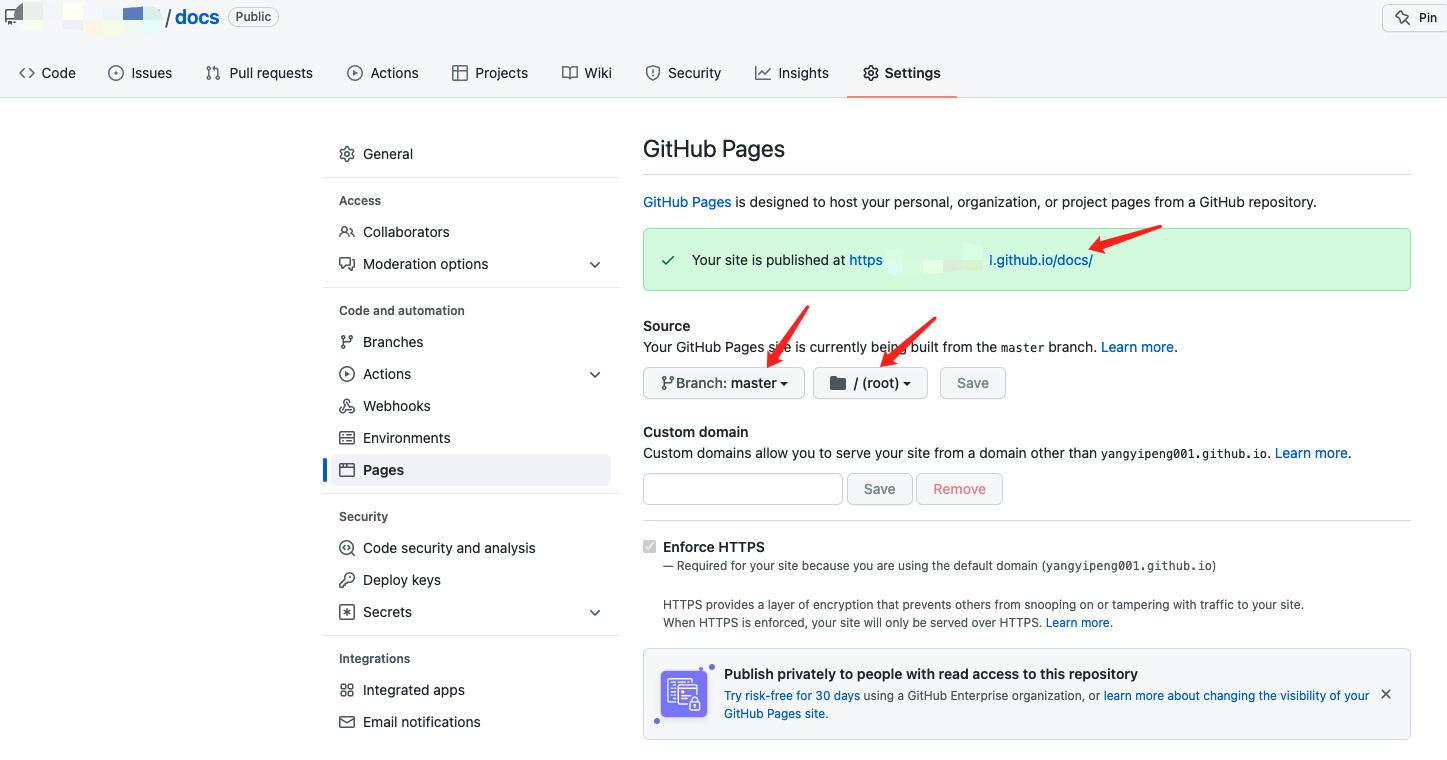 / docs Public
Pin
Code Issues Pull requests Actions Projects Wiki Security Insights Settings
General
Access
Collaborators
Moderation options
Code and automation
Branches
Actions
Webhooks
Environments
Pages
Security
Code security and analysis
Deploy keys
Secrets
Integrations
Integrated apps
Email notifications
GitHub Pages
GitHub Pages is designed to host your personal, organization, or project pages from a GitHub repository.
Your site is published at https .github.io/docs/
Source
Your GitHub Pages site is currently being built from the master branch. Learn more.
Branch: master / (root) Save
Custom domain
Custom domains allow you to serve your site from a domain other than yangyipeng001.github.io. Learn more.
Save Remove
Enforce HTTPS
— Required for your site because you are using the default domain (yangyipeng001.github.io)
HTTPS provides a layer of encryption that prevents others from snooping on or tampering with traffic to your site.
When HTTPS is enforced, your site will only be served over HTTPS. Learn more.
Publish privately to people with read access to this repository
Try risk-free for 30 days using a GitHub Enterprise organization, or learn more about changing the visibility of your
GitHub Pages site.